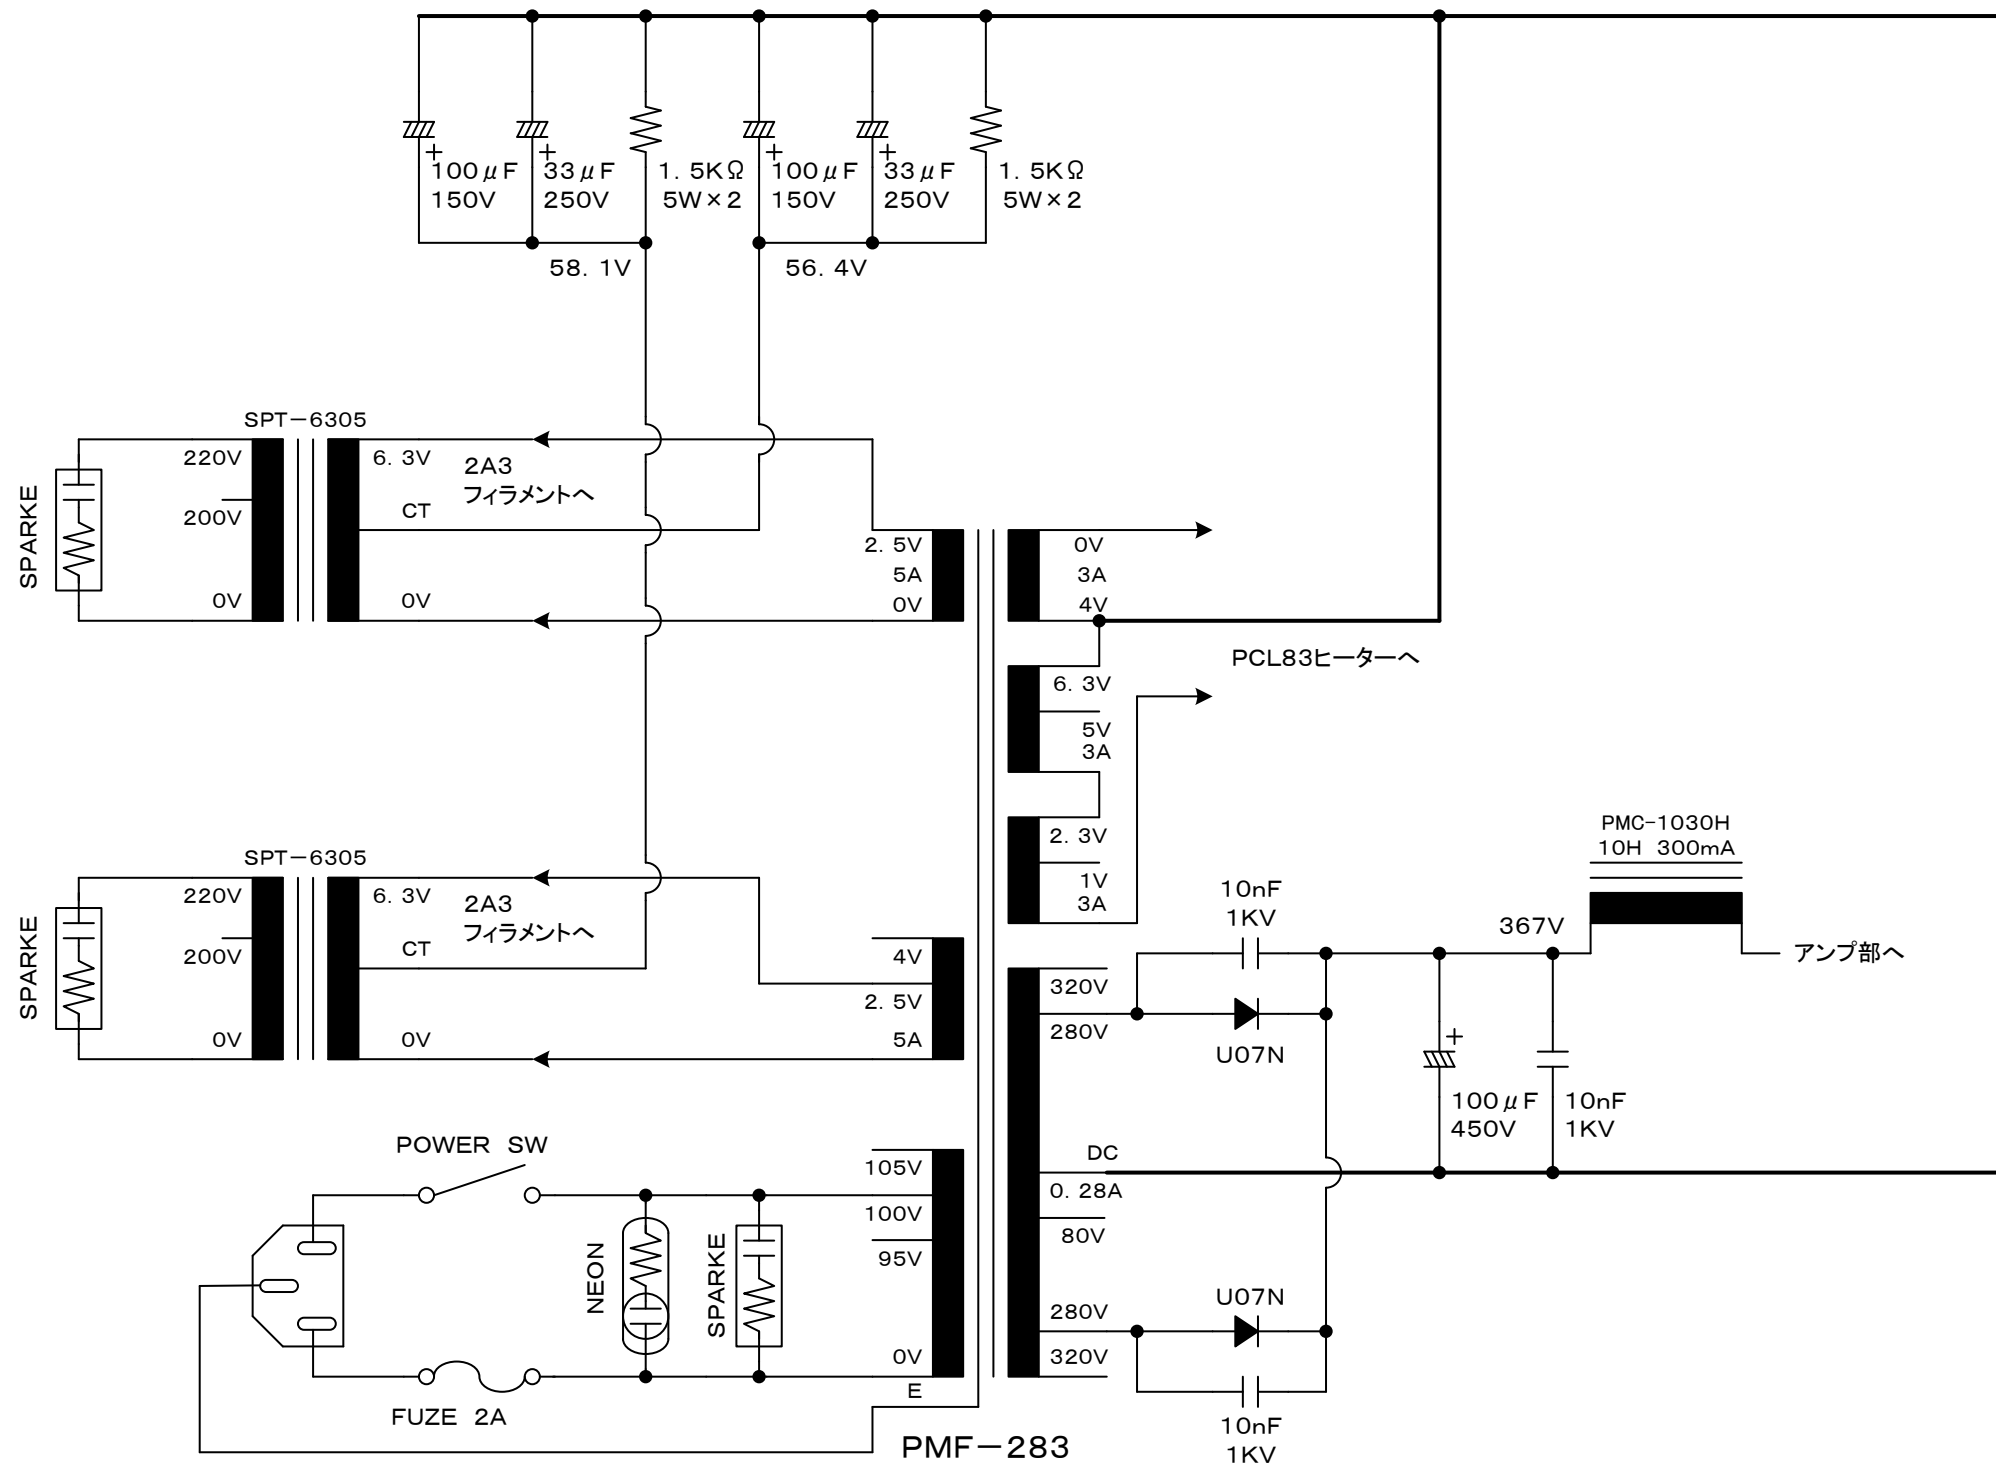 +
+
+
+
100μF
33μF
1.5KΩ
100μF
33μF
1.5KΩ
150V
250V
5W×2
150V
250V
5W×2
58.1V
56.4V
SPT-6305
220V
6.3V
2A3
フィラメントへ
200V
CT
0V
0V
SPARKE
2.5V
5A
0V
0V
3A
4V
PCL83ヒーターへ
6.3V
5V
3A
2.3V
1V
3A
SPT-6305
220V
6.3V
2A3
フィラメントへ
200V
CT
0V
0V
SPARKE
4V
2.5V
5A
PMC-1030H
10H 300mA
10nF
1KV
367V
アンプ部へ
320V
280V
U07N
+
100μF
450V
10nF
1KV
DC
0.28A
80V
280V
320V
U07N
10nF
1KV
POWER SW
105V
100V
95V
0V
E
NEON
SPARKE
FUZE 2A
PMF-283